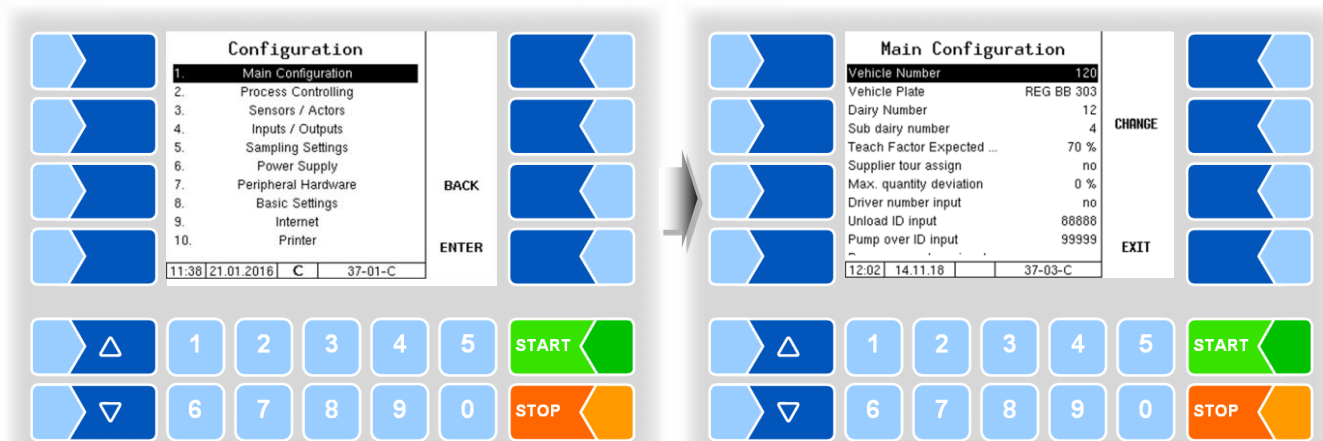 Configuration
1. Main Configuration
2. Process Controlling
3. Sensors / Actors
4. Inputs / Outputs
5. Sampling Settings
6. Power Supply
7. Peripheral Hardware
8. Basic Settings
9. Internet
10. Printer
BACK
ENTER
11:38 21.01.2016 C 37-01-C
1 2 3 4 5 START
6 7 8 9 0 STOP
Main Configuration
Vehicle Number 120
Vehicle Plate REG BB 303
Dairy Number 12
Sub dairy number 4
Teach Factor Expected ... 70 %
Supplier tour assign no
Max. quantity deviation 0 %
Driver number input no
Unload ID input 88888
Pump over ID input 99999
CHANGE
EXIT
12:02 14.11.18 37-03-C
1 2 3 4 5 START
6 7 8 9 0 STOP